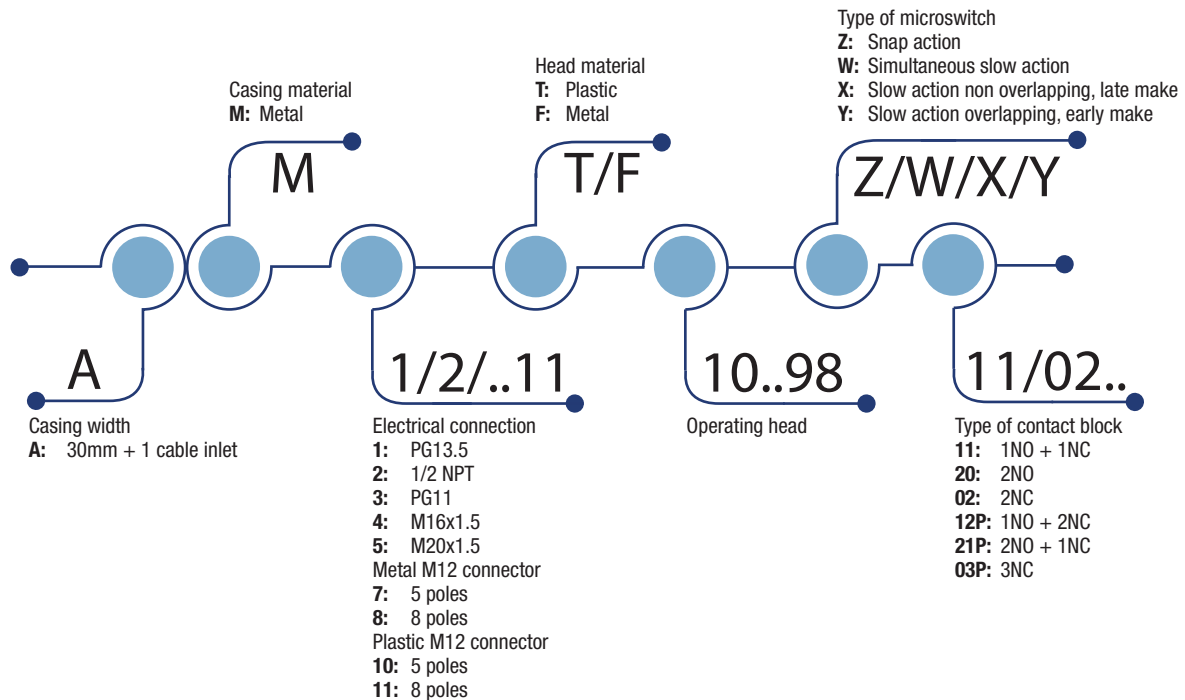 Type of microswitch
Z: Snap action
W: Simultaneous slow action
X: Slow action non overlapping, late make
Y: Slow action overlapping, early make
Head material
T: Plastic
F: Metal
Casing material
M: Metal
M
T/F
Z/W/X/Y
A
1/2/..11
10..98
11/02..
Casing width
A: 30mm + 1 cable inlet
Electrical connection
1: PG13.5
2: 1/2 NPT
3: PG11
4: M16x1.5
5: M20x1.5
Metal M12 connector
7: 5 poles
8: 8 poles
Plastic M12 connector
10: 5 poles
11: 8 poles
Operating head
Type of contact block
11: 1NO + 1NC
20: 2NO
02: 2NC
12P: 1NO + 2NC
21P: 2NO + 1NC
03P: 3NC